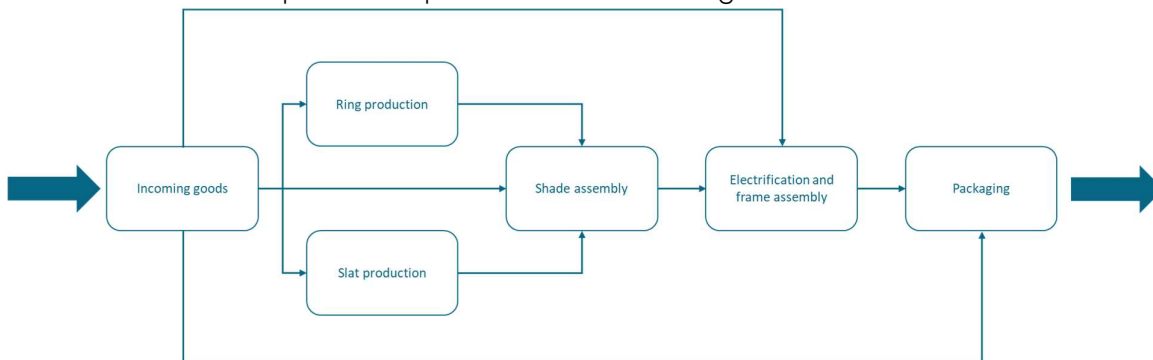 Ring production
Incoming goods
Shade assembly
Electrification and
frame assembly
Packaging
Slat production